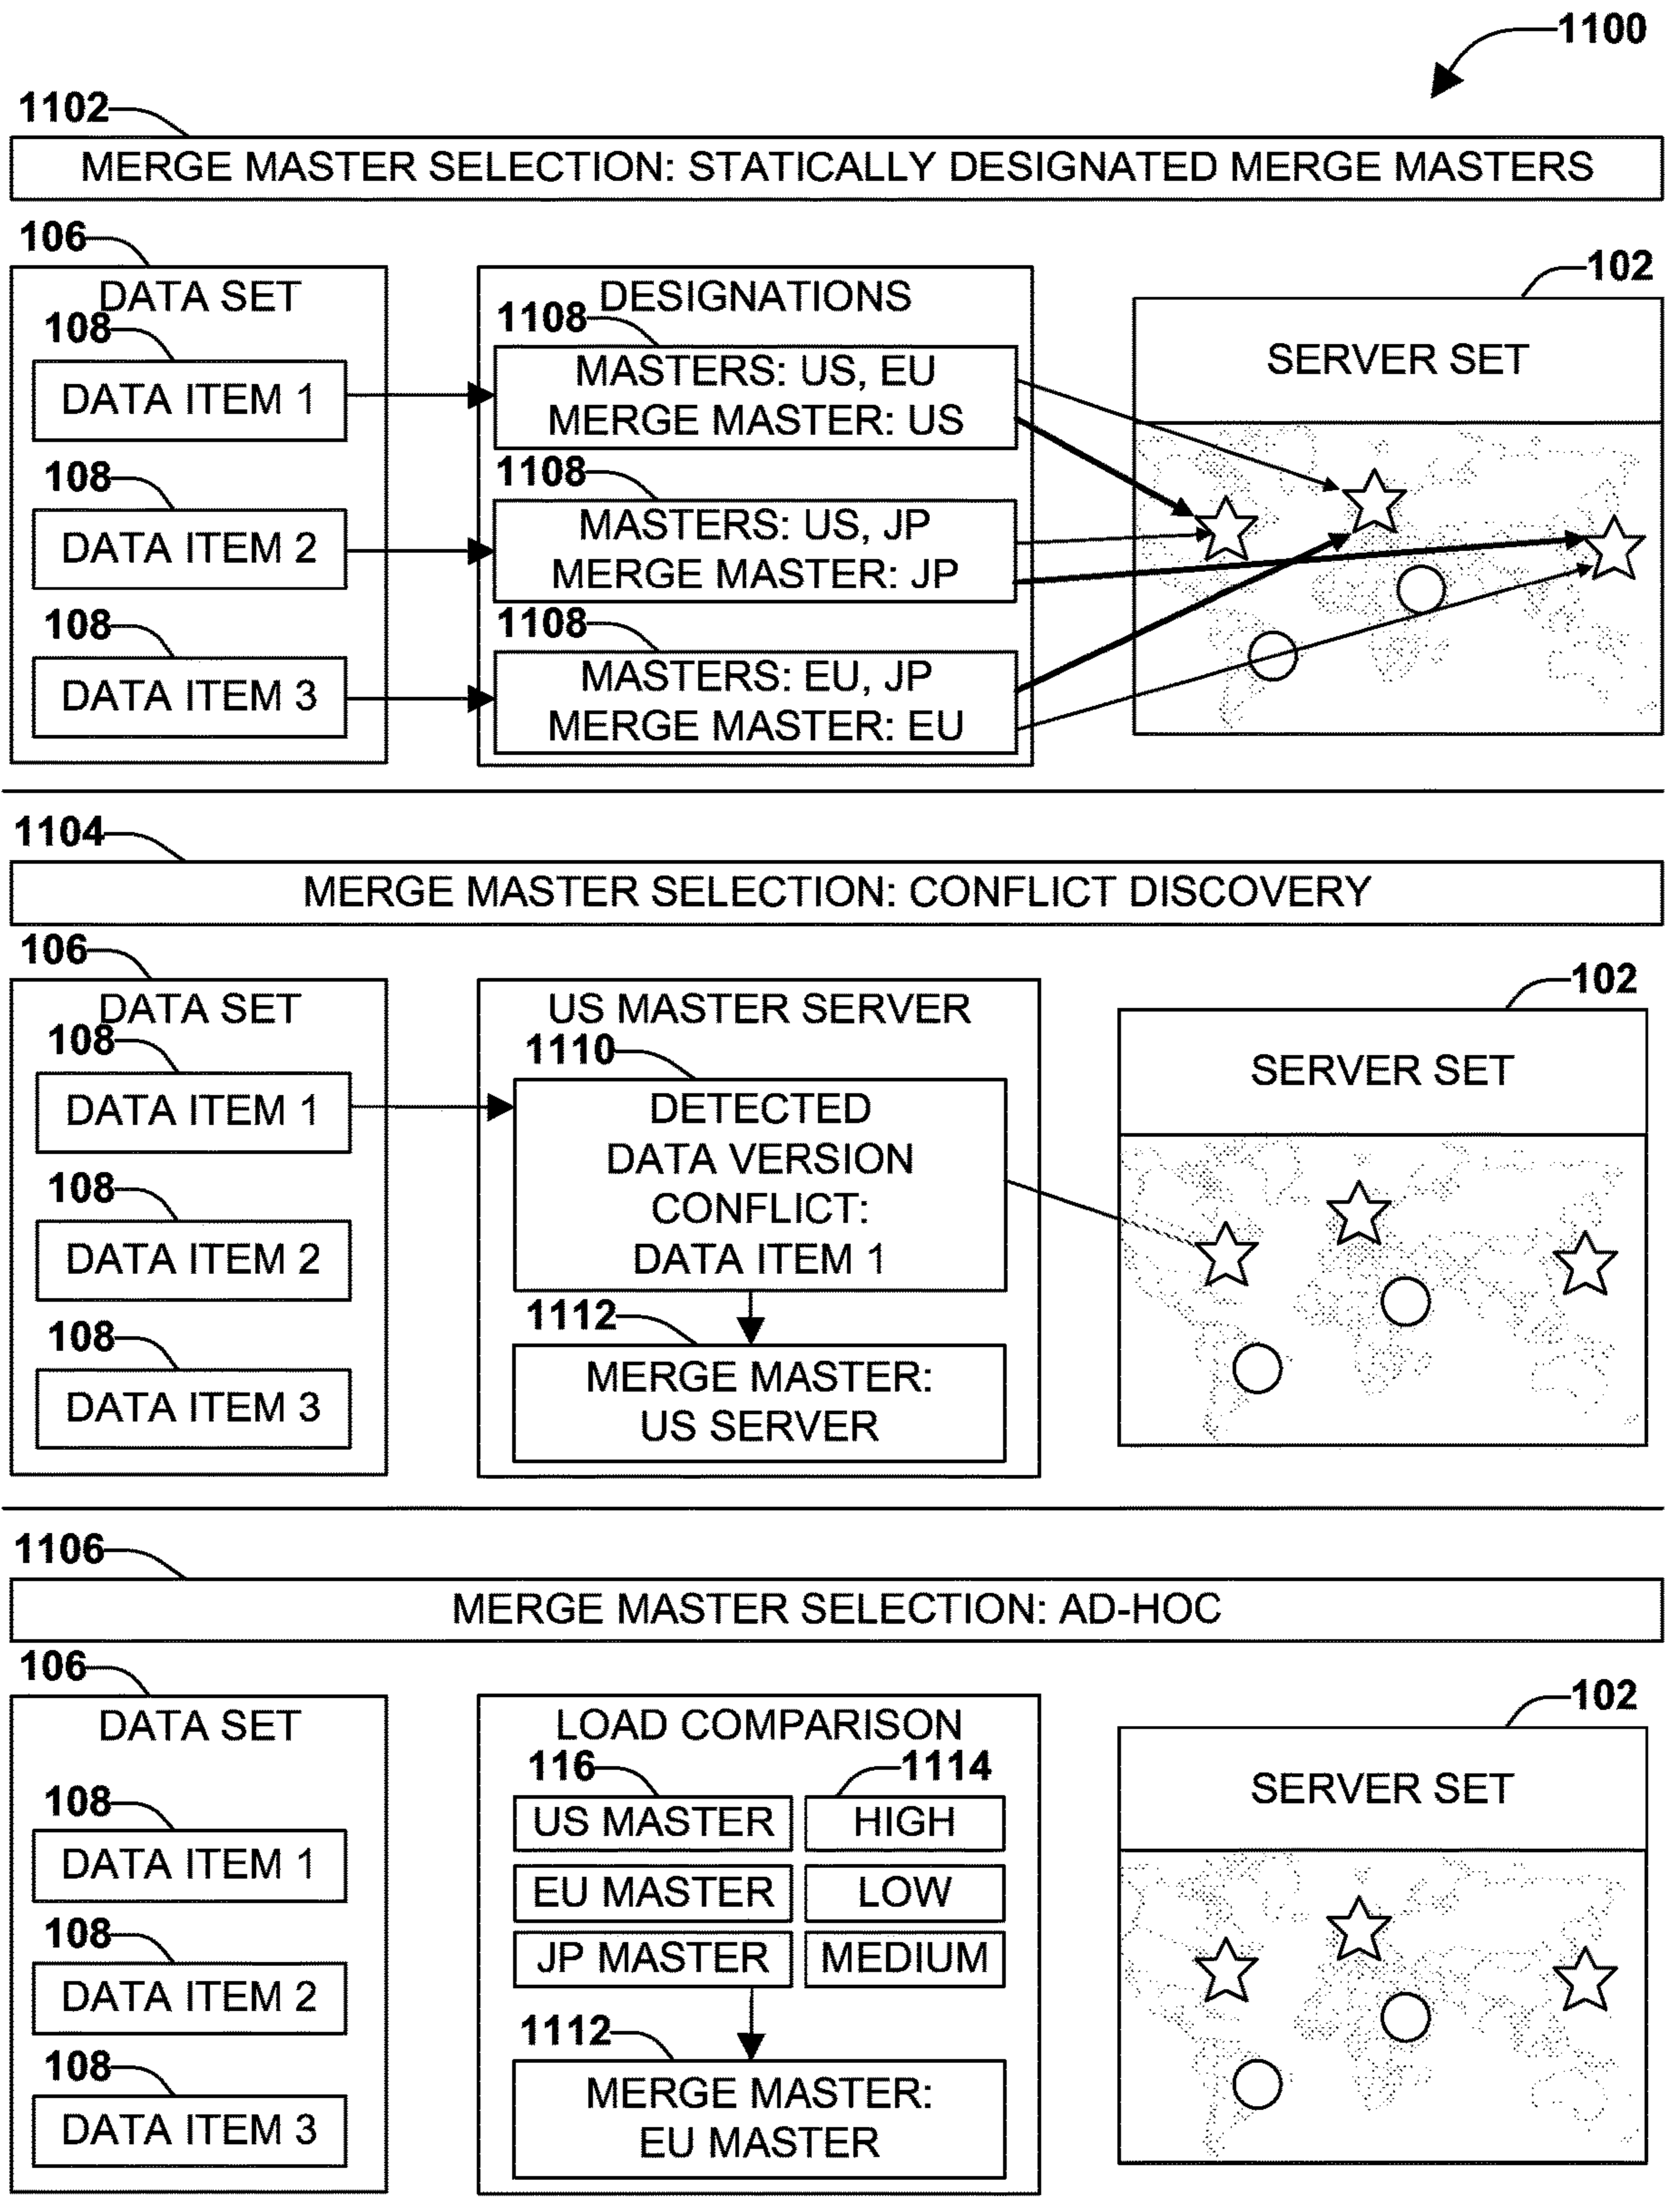 1100
1102
MERGE MASTER SELECTION: STATICALLY DESIGNATED MERGE MASTERS
106
DATA SET
108
DATA ITEM 1
108
DATA ITEM 2
108
DATA ITEM 3
DESIGNATIONS
1108
MASTERS: US, EU
MERGE MASTER: US
1108
MASTERS: US, JP
MERGE MASTER: JP
1108
MASTERS: EU, JP
MERGE MASTER: EU
102
SERVER SET
1104
MERGE MASTER SELECTION: CONFLICT DISCOVERY
106
DATA SET
108
DATA ITEM 1
108
DATA ITEM 2
108
DATA ITEM 3
US MASTER SERVER
1110
DETECTED
DATA VERSION
CONFLICT:
DATA ITEM 1
1112
MERGE MASTER:
US SERVER
102
SERVER SET
1106
MERGE MASTER SELECTION: AD-HOC
106
DATA SET
108
DATA ITEM 1
108
DATA ITEM 2
108
DATA ITEM 3
LOAD COMPARISON
116 1114
US MASTER HIGH
EU MASTER LOW
JP MASTER MEDIUM
1112
MERGE MASTER:
EU MASTER
102
SERVER SET